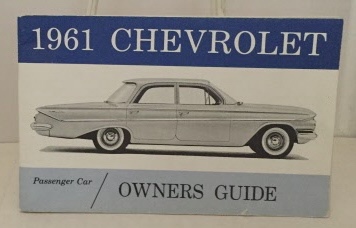 1961 CHEVROLET
Passenger Car / OWNERS GUIDE